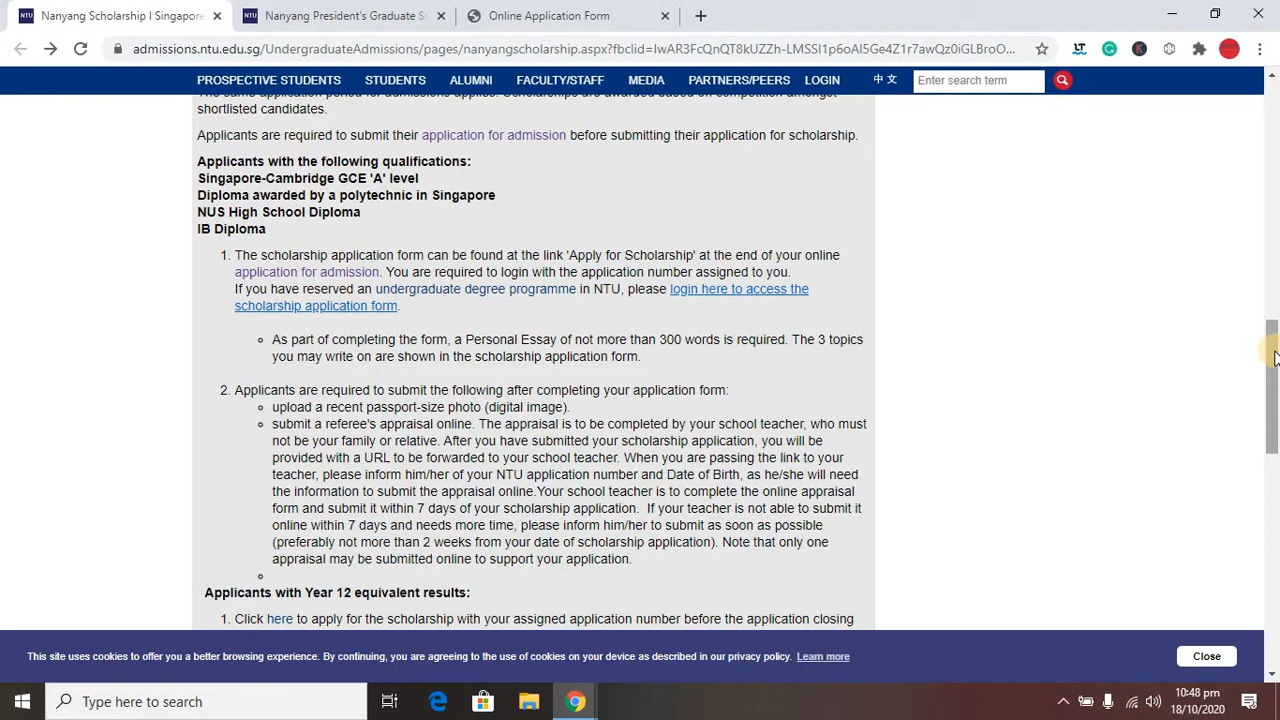 Nanyang Scholarship I Singapore
Nanyang President's Graduate Sc
Online Application Form
admissions.ntu.edu.sg/UndergraduateAdmissions/pages/nanyangscholarship.aspx?fbclid=IwAR3FcQnQT8kUZZh-LMSSI1p6oAI5Ge4Z1r7awQz0iGLBroO...
PROSPECTIVE STUDENTS STUDENTS ALUMNI FACULTY/STAFF MEDIA PARTNERS/PEERS LOGIN 中 文 Enter search term
shortlisted candidates.
Applicants are required to submit their application for admission before submitting their application for scholarship.
Applicants with the following qualifications:
Singapore-Cambridge GCE 'A' level
Diploma awarded by a polytechnic in Singapore
NUS High School Diploma
IB Diploma
1. The scholarship application form can be found at the link 'Apply for Scholarship' at the end of your online
application for admission. You are required to login with the application number assigned to you.
If you have reserved an undergraduate degree programme in NTU, please login here to access the
scholarship application form.
As part of completing the form, a Personal Essay of not more than 300 words is required. The 3 topics
you may write on are shown in the scholarship application form.
2. Applicants are required to submit the following after completing your application form:
upload a recent passport-size photo (digital image).
submit a referee's appraisal online. The appraisal is to be completed by your school teacher, who must
not be your family or relative. After you have submitted your scholarship application, you will be
provided with a URL to be forwarded to your school teacher. When you are passing the link to your
teacher, please inform him/her of your NTU application number and Date of Birth, as he/she will need
the information to submit the appraisal online.Your school teacher is to complete the online appraisal
form and submit it within 7 days of your scholarship application. If your teacher is not able to submit it
online within 7 days and needs more time, please inform him/her to submit as soon as possible
(preferably not more than 2 weeks from your date of scholarship application). Note that only one
appraisal may be submitted online to support your application.
Applicants with Year 12 equivalent results:
1. Click here to apply for the scholarship with your assigned application number before the application closing
This site uses cookies to offer you a better browsing experience. By continuing, you are agreeing to the use of cookies on your device as described in our privacy policy. Learn more
Close
Type here to search
10:48 pm
18/10/2020